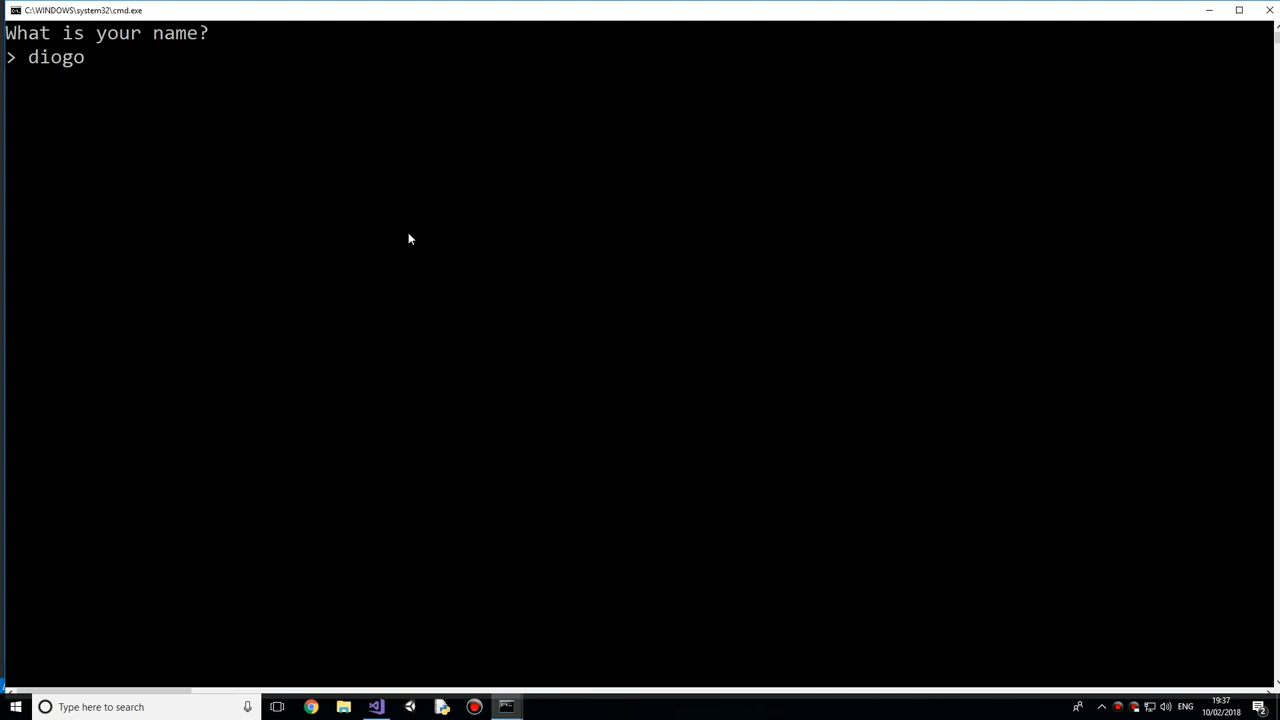 C:\WINDOWS\system32\cmd.exe
What is your name?
> diogo
Type here to search
ENG
19:37
10/02/2018
2